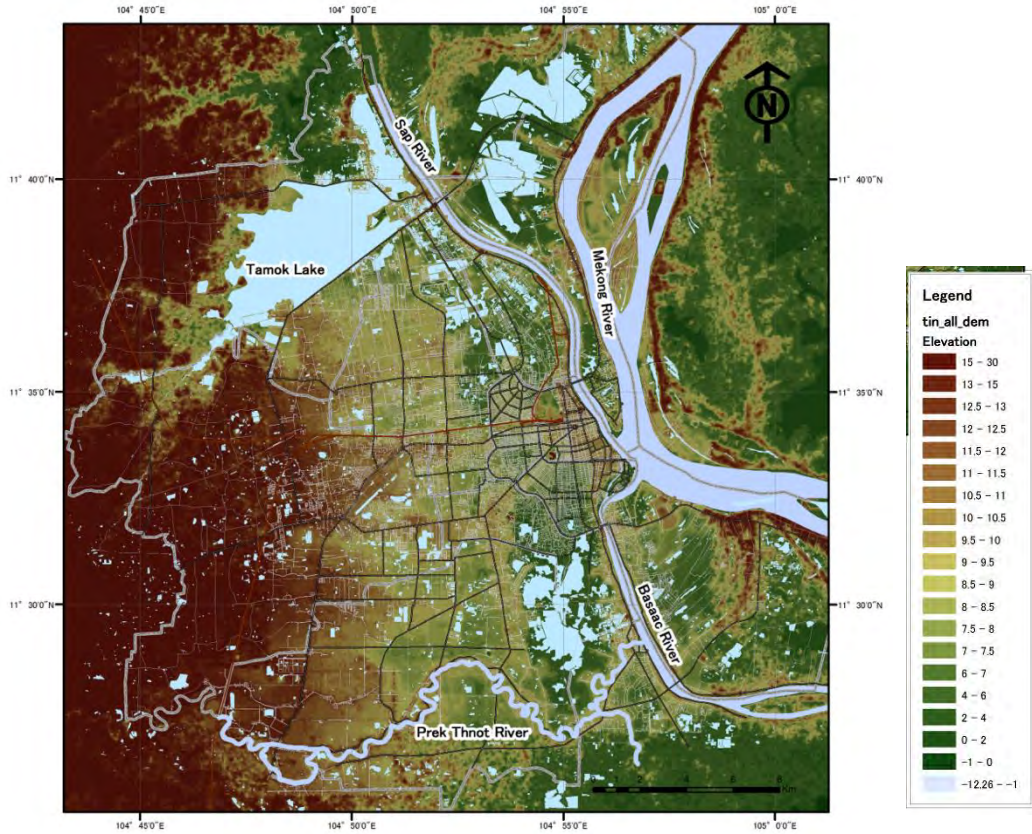 104° 45'0"E 104° 50'0"E 104° 55'0"E 105° 0'0"E
N
Sap River
11° 40'0"N 11° 40'0"N
Tamok Lake
Mekong River
11° 35'0"N 11° 35'0"N
11° 30'0"N 11° 30'0"N
Basaac River
Prek Thnot River
2 4 6 8
Km
104° 45'0"E 104° 50'0"E 104° 55'0"E 105° 0'0"E
Legend
tin_all_dem
Elevation
15 - 30
13 - 15
12.5 - 13
12 - 12.5
11.5 - 12
11 - 11.5
10.5 - 11
10 - 10.5
9.5 - 10
9 - 9.5
8.5 - 9
8 - 8.5
7.5 - 8
7 - 7.5
6 - 7
4 - 6
2 - 4
0 - 2
-1 - 0
-12.26 - -1